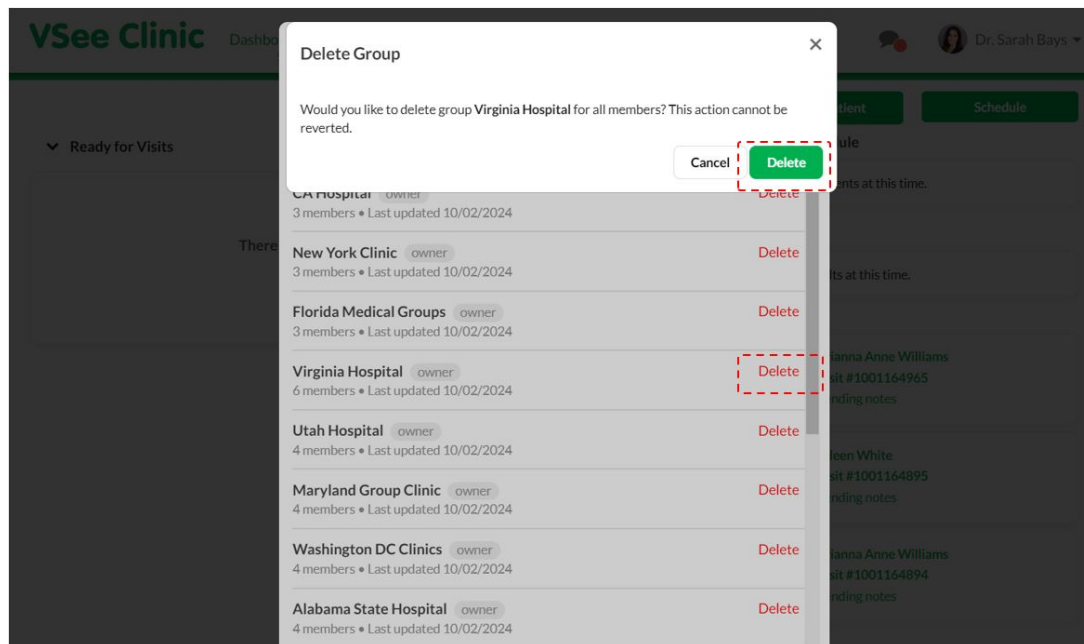 VSee Clinic
Dashbo
Dr. Sarah Bays
Delete Group
Would you like to delete group Virginia Hospital for all members? This action cannot be
reverted.
Cancel
Delete
tient
Schedule
Ready for Visits
ule
ents at this time.
There
lts at this time.
CA Hospital owner Delete
3 members • Last updated 10/02/2024
New York Clinic owner Delete
3 members • Last updated 10/02/2024
Florida Medical Groups owner Delete
3 members • Last updated 10/02/2024
Virginia Hospital owner Delete
6 members • Last updated 10/02/2024
Utah Hospital owner Delete
4 members • Last updated 10/02/2024
Maryland Group Clinic owner Delete
4 members • Last updated 10/02/2024
Washington DC Clinics owner Delete
4 members • Last updated 10/02/2024
Alabama State Hospital owner Delete
4 members • Last updated 10/02/2024
ianna Anne Williams
sit #1001164965
nding notes
leen White
sit #1001164895
nding notes
ianna Anne Williams
sit #1001164894
nding notes